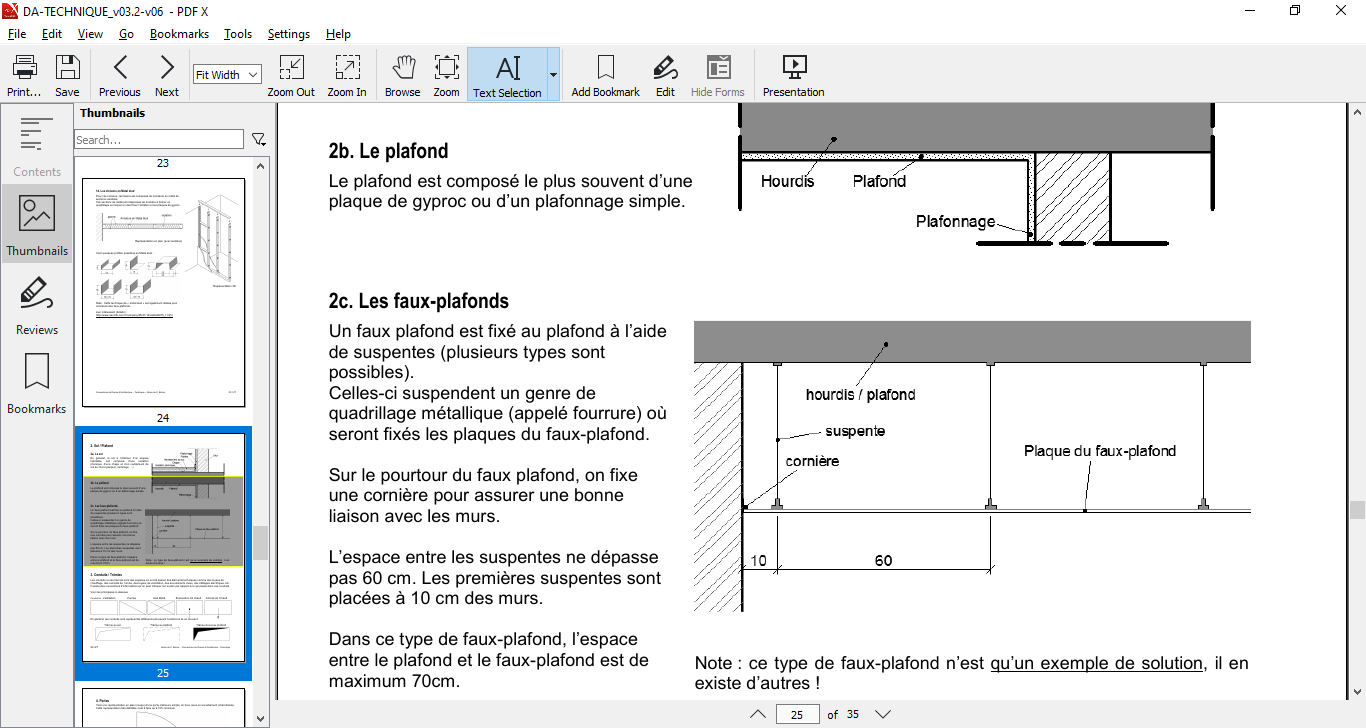 DA-TECHNIQUE_v03.2-v06 - PDF X
File Edit View Go Bookmarks Tools Settings Help
Print... Save Previous Next Fit Width Zoom Out Zoom In Browse Zoom Text Selection Add Bookmark Edit Hide Forms Presentation
Contents
Thumbnails
Reviews
Bookmarks
Thumbnails
Search...
23
24
25
2b. Le plafond
Le plafond est composé le plus souvent d’une
plaque de gyproc ou d’un plafonnage simple.
Hourdis
Plafond
Plafonnage
2c. Les faux-plafonds
Un faux plafond est fixé au plafond à l’aide
de suspentes (plusieurs types sont
possibles).
Celles-ci suspendent un genre de
quadrillage métallique (appelé fourrure) où
seront fixés les plaques du faux-plafond.
Sur le pourtour du faux plafond, on fixe
une cornière pour assurer une bonne
liaison avec les murs.
L’espace entre les suspentes ne dépasse
pas 60 cm. Les premières suspentes sont
placées à 10 cm des murs.
Dans ce type de faux-plafond, l’espace
entre le plafond et le faux-plafond est de
maximum 70cm.
hourdis / plafond
suspente
cornière
Plaque du faux-plafond
10
60
Note : ce type de faux-plafond n’est qu’un exemple de solution, il en
existe d’autres !
25 of 35